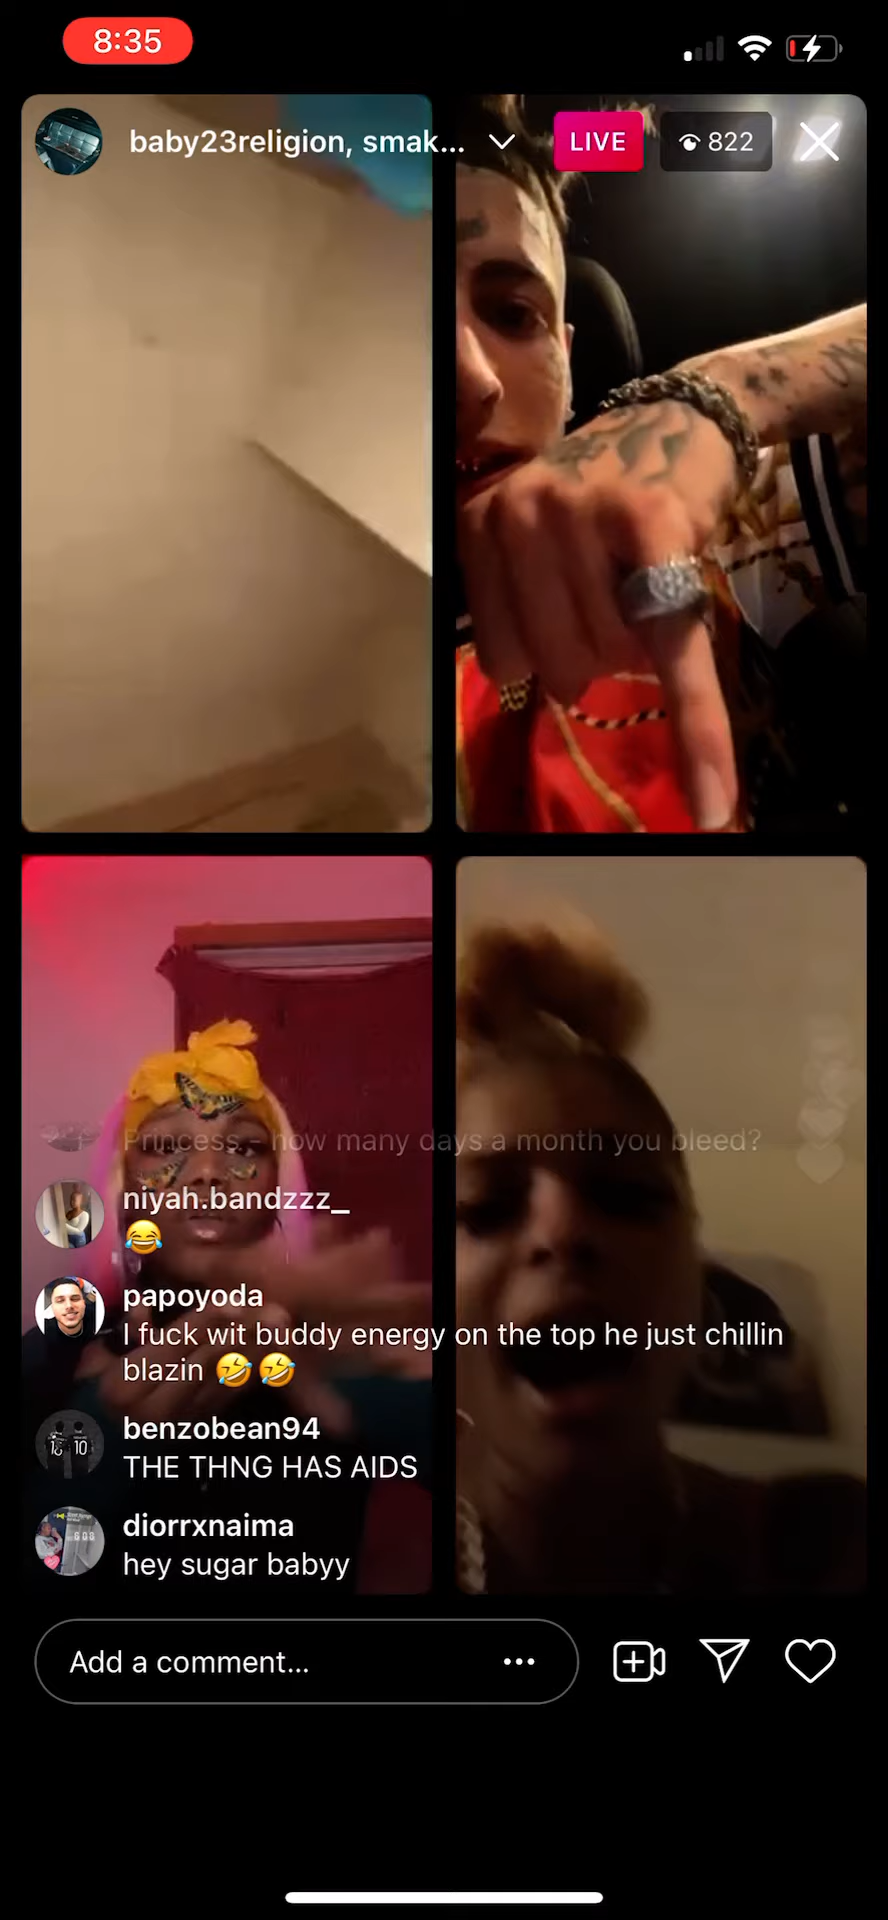 8:35
baby23religion, smak...
LIVE
822
Princess - how many days a month you bleed?
niyah.bandzzz_
😂
papoyoda
I fuck wit buddy energy on the top he just chillin
blazin 🤣🤣
benzobean94
THE THNG HAS AIDS
diorrxnaima
hey sugar babyy
Add a comment...